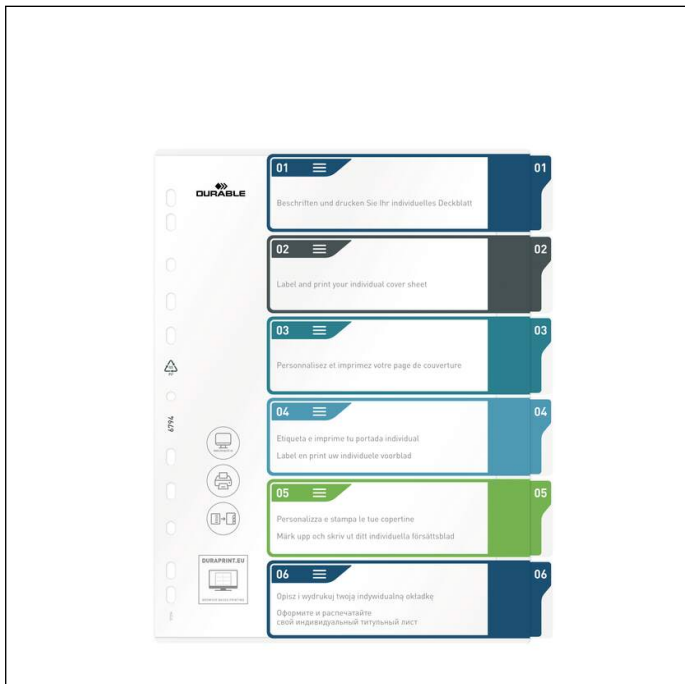 DURABLE
6794
DURAPRINT.EU
01
01
Beschriften und drucken Sie Ihr individuelles Deckblatt
02
02
Label and print your individual cover sheet
03
03
Personnalisez et imprimez votre page de couverture
04
04
Etiqueta e imprime tu portada individual
Label en print uw individuele voorblad
05
05
Personalizza e stampa le tue copertine
Märk upp och skriv ut ditt individuella försättsblad
06
06
Opisz i wydrukuj twoją indywidualną okładkę
Оформите и распечатайте
свой индивидуальный титульный лист